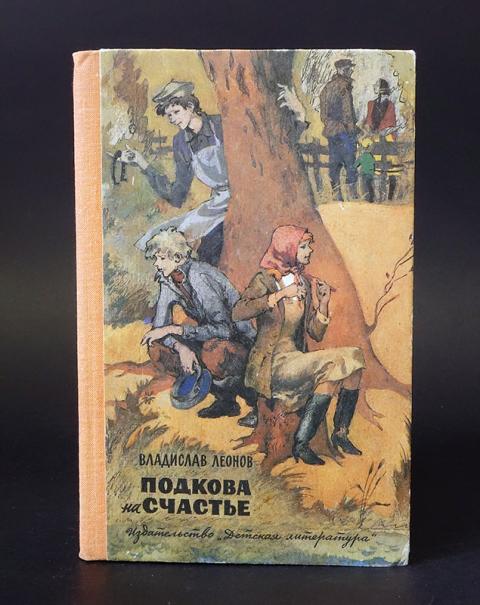 ВЛАДИСЛАВ ЛЕОНОВ
ПОДКОВА
на СЧАСТЬЕ
Издательство „Детская литература“